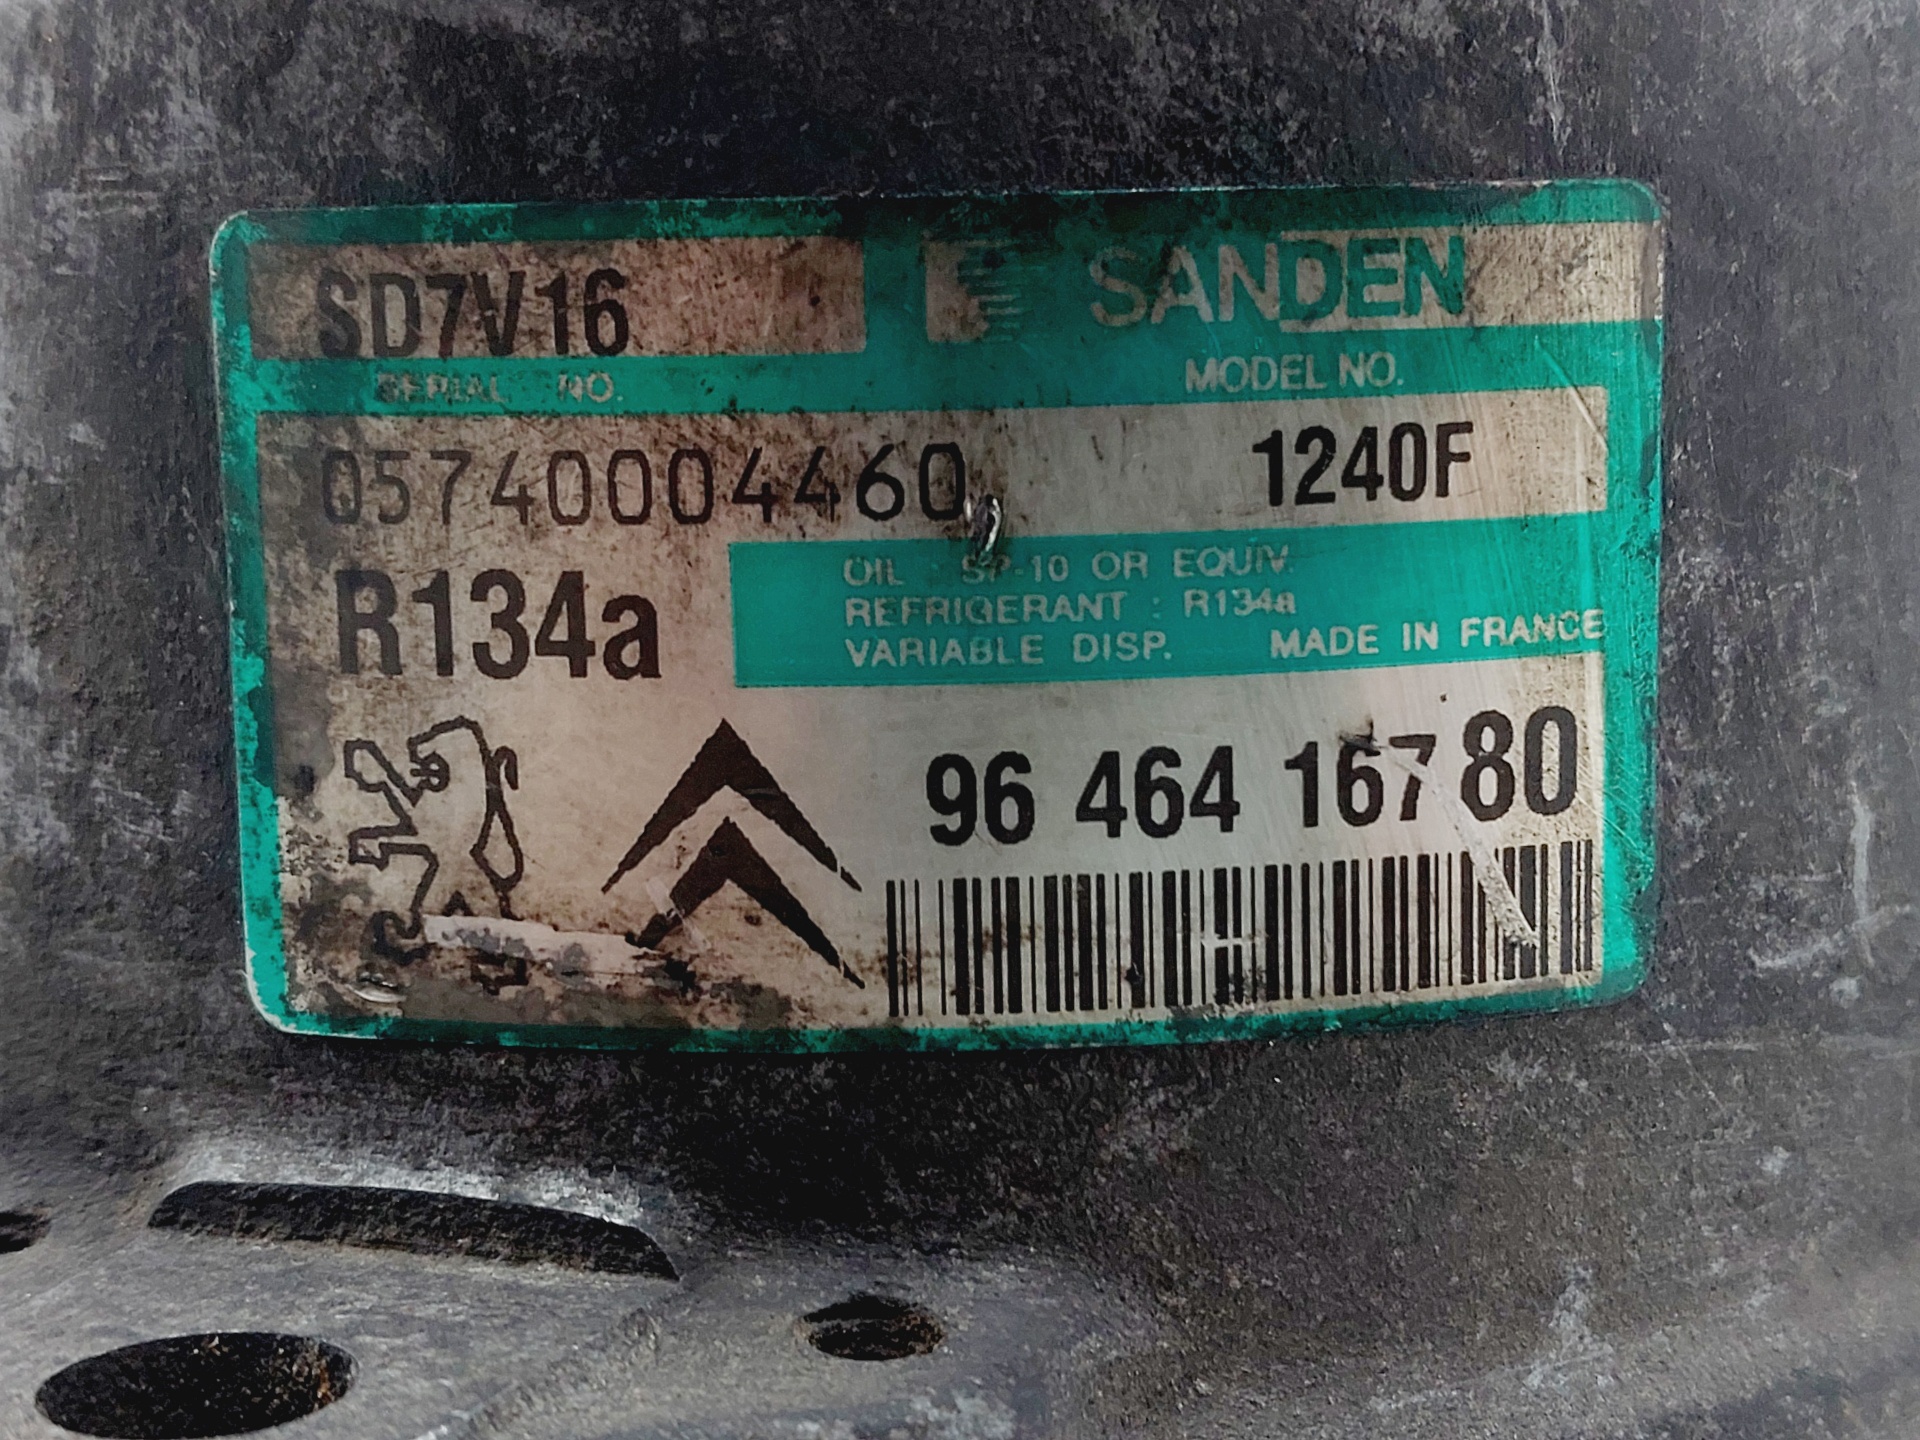 SD7V16 SANDEN
SERIAL NO. MODEL NO.
05740004460 1240F
R134a
OIL : SP-10 OR EQUIV.
REFRIGERANT : R134a
VARIABLE DISP. MADE IN FRANCE
96 464 167 80